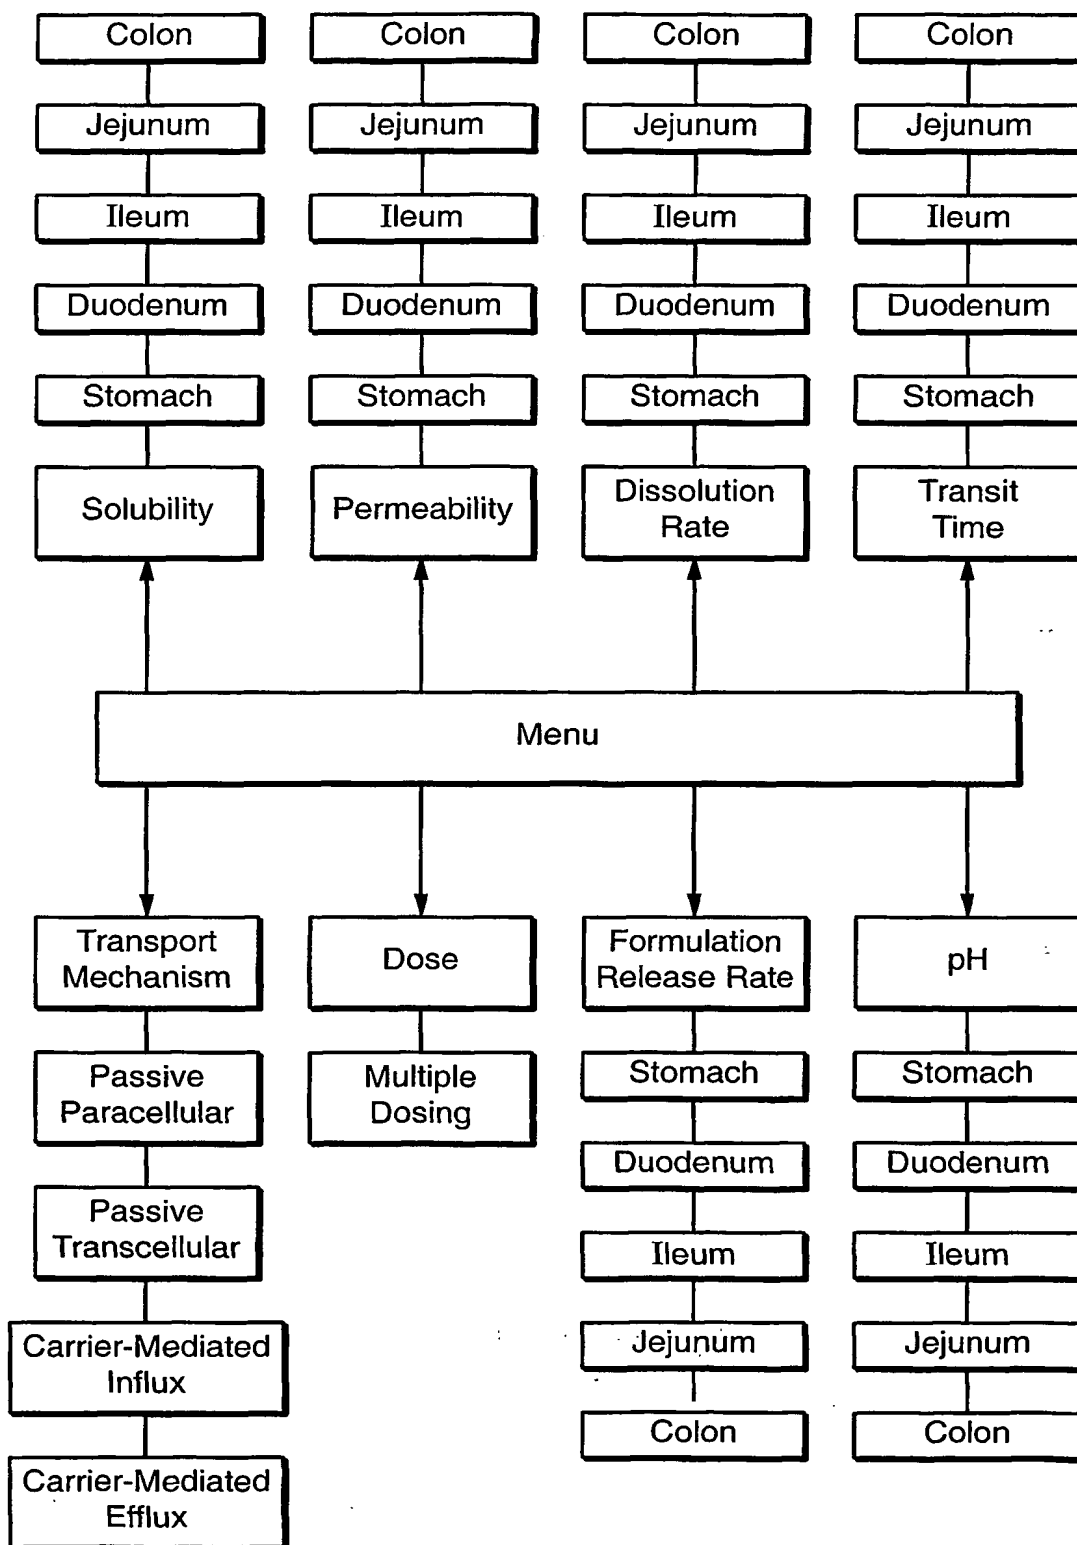 Colon Colon Colon Colon
Jejunum Jejunum Jejunum Jejunum
Ileum Ileum Ileum Ileum
Duodenum Duodenum Duodenum Duodenum
Stomach Stomach Stomach Stomach
Solubility Permeability Dissolution Rate Transit Time
Menu
Transport Mechanism Dose Formulation Release Rate pH
Passive Paracellular Multiple Dosing Stomach Stomach
Duodenum Duodenum
Passive Transcellular Ileum Ileum
Carrier-Mediated Influx Jejunum Jejunum
Colon Colon
Carrier-Mediated Efflux